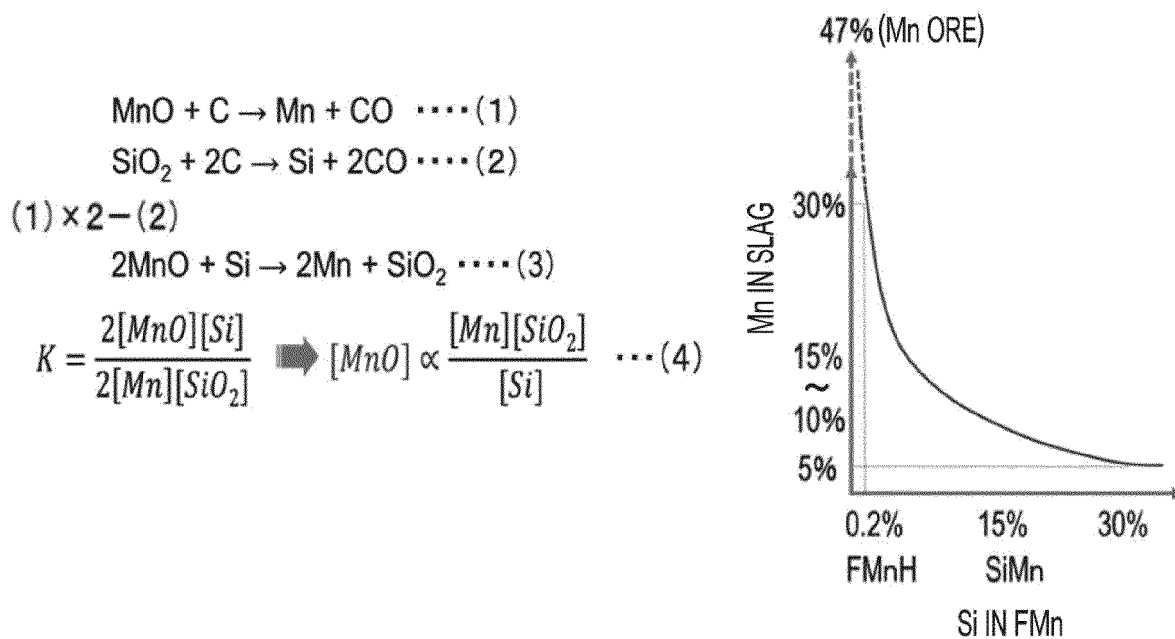 MnO + C → Mn + CO ····(1)
SiO₂ + 2C → Si + 2CO ····(2)
(1)×2−(2)
2MnO + Si → 2Mn + SiO₂ ····(3)
K = 2[MnO][Si] / 2[Mn][SiO₂] ➡ [MnO] ∝ [Mn][SiO₂] / [Si] ···(4)
47% (Mn ORE)
Mn IN SLAG
30%
15%
~
10%
5%
0.2% 15% 30%
FMnH SiMn
Si IN FMn